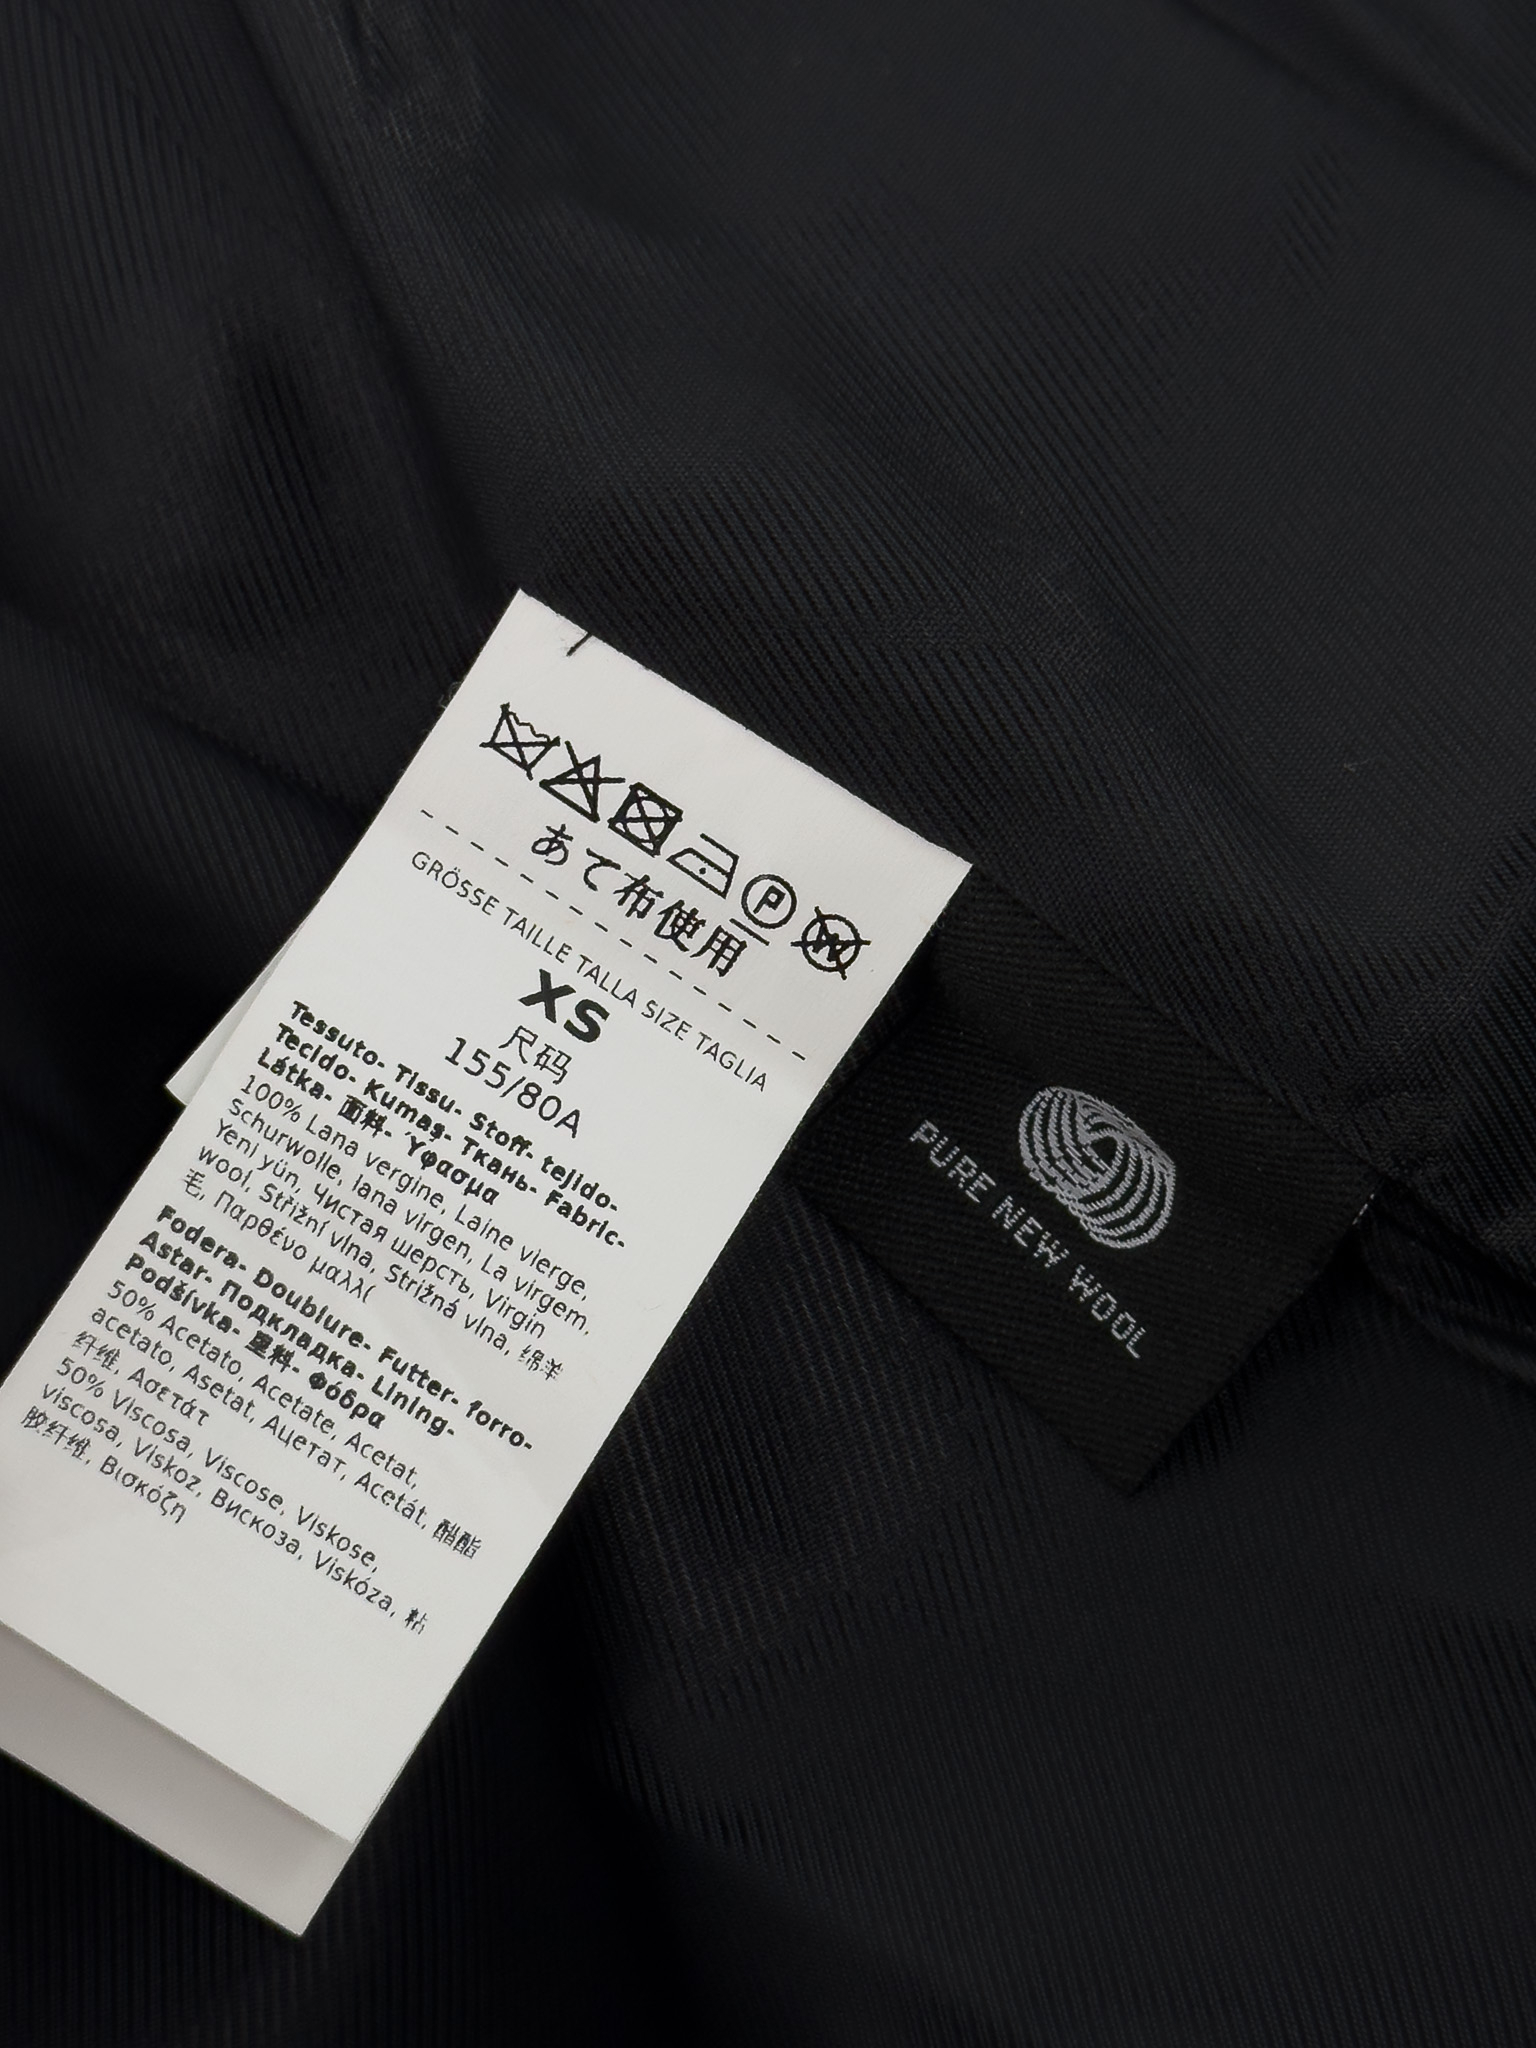 P W
あて布使用
GRÖSSE TAILLE TALLA SIZE TAGLIA
XS
尺码
155/80A
Tessuto- Tissu- Stoff- tejido-
Tecido- Kumaş- Ткань- Fabric-
Látka- 面料- Ύφασμα
100% Lana vergine, Laine vierge,
Schurwolle, lana virgen, La virgem,
Yeni yün, Чистая шерсть, Virgin
wool, Střižní vlna, Strižná vlna, 绵羊
毛, Παρθένο μαλλί
Fodera- Doublure- Futter- forro-
Astar- Подкладка- Lining-
Podšívka- 里料- Φόδρα
50% Acetato, Acetate, Acetat,
acetato, Asetat, Ацетат, Acetát, 醋酯
纤维, Ασετάτ
50% Viscosa, Viscose, Viskose,
viscosa, Viskoz, Вискоза, Viskóza, 粘
胶纤维, Βισκόζη
PURE NEW WOOL